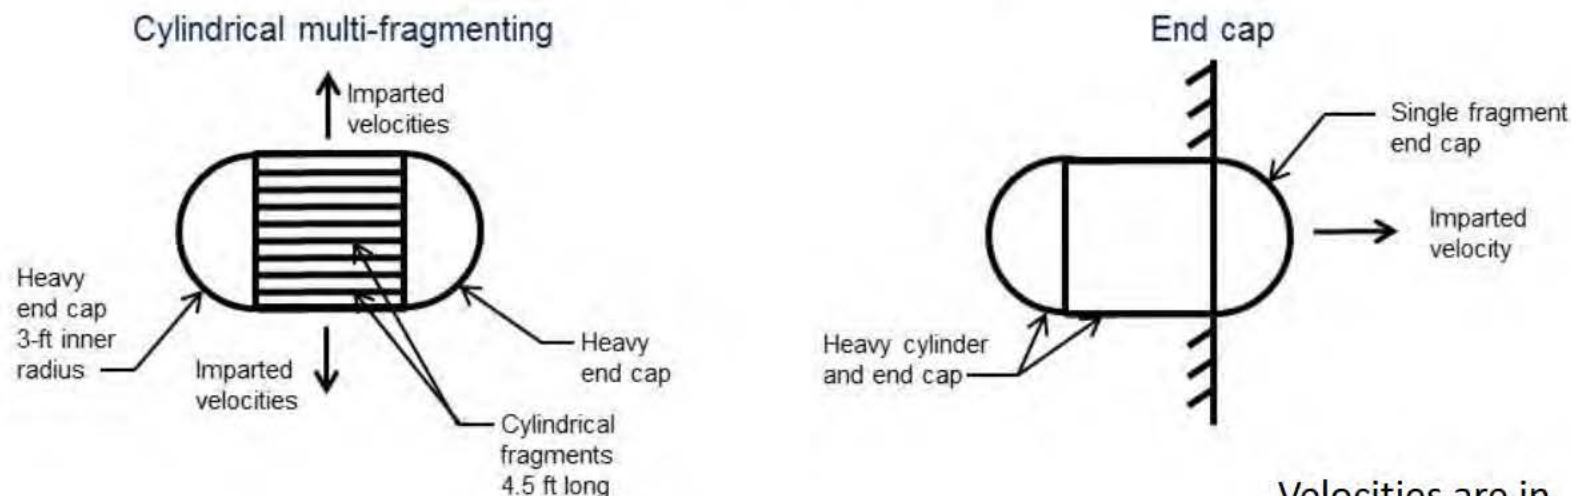 Cylindrical multi-fragmenting
Imparted
velocities
Heavy
end cap
3-ft inner
radius
Imparted
velocities
Heavy
end cap
Cylindrical
fragments
4.5 ft long
End cap
Single fragment
end cap
Imparted
velocity
Heavy cylinder
and end cap
Velocities are in